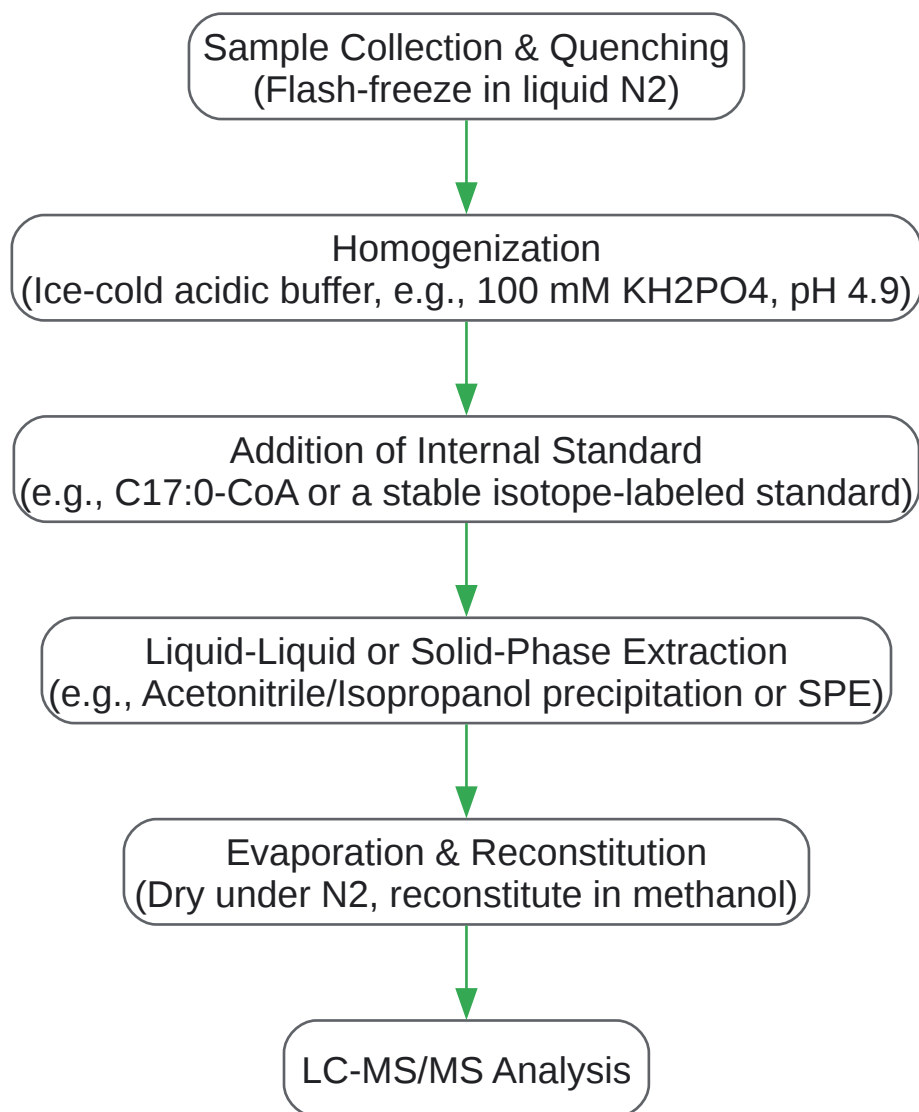 Sample Collection & Quenching
(Flash-freeze in liquid N2)
Homogenization
(Ice-cold acidic buffer, e.g., 100 mM KH2PO4, pH 4.9)
Addition of Internal Standard
(e.g., C17:0-CoA or a stable isotope-labeled standard)
Liquid-Liquid or Solid-Phase Extraction
(e.g., Acetonitrile/Isopropanol precipitation or SPE)
Evaporation & Reconstitution
(Dry under N2, reconstitute in methanol)
LC-MS/MS Analysis